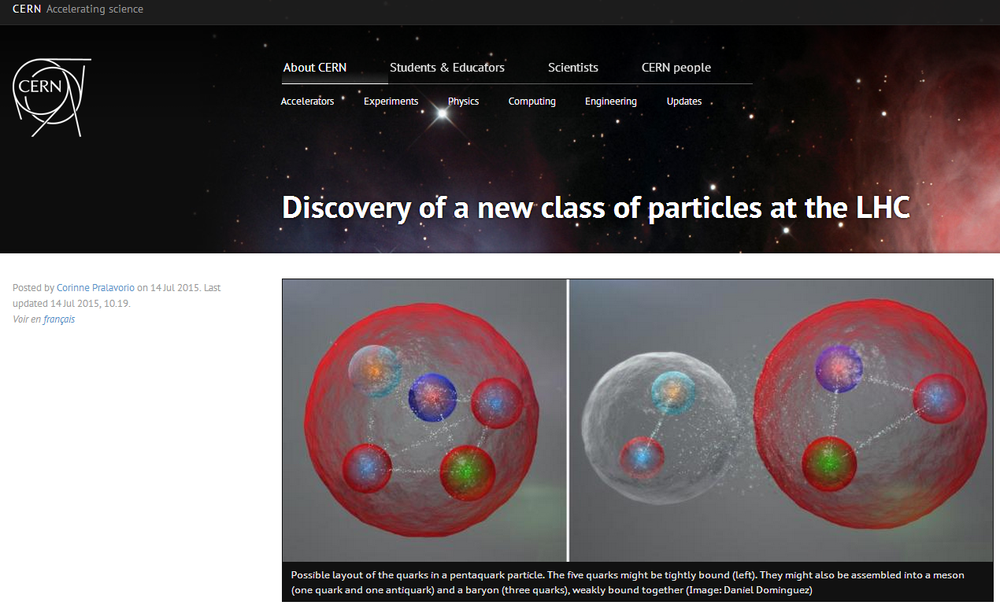 CERN Accelerating science
CERN
About CERN Students & Educators Scientists CERN people
Accelerators Experiments Physics Computing Engineering Updates
Discovery of a new class of particles at the LHC
Posted by Corinne Pralavorio on 14 Jul 2015. Last
updated 14 Jul 2015, 10.19.
Voir en français
Possible layout of the quarks in a pentaquark particle. The five quarks might be tightly bound (left). They might also be assembled into a meson
(one quark and one antiquark) and a baryon (three quarks), weakly bound together (Image: Daniel Dominguez)